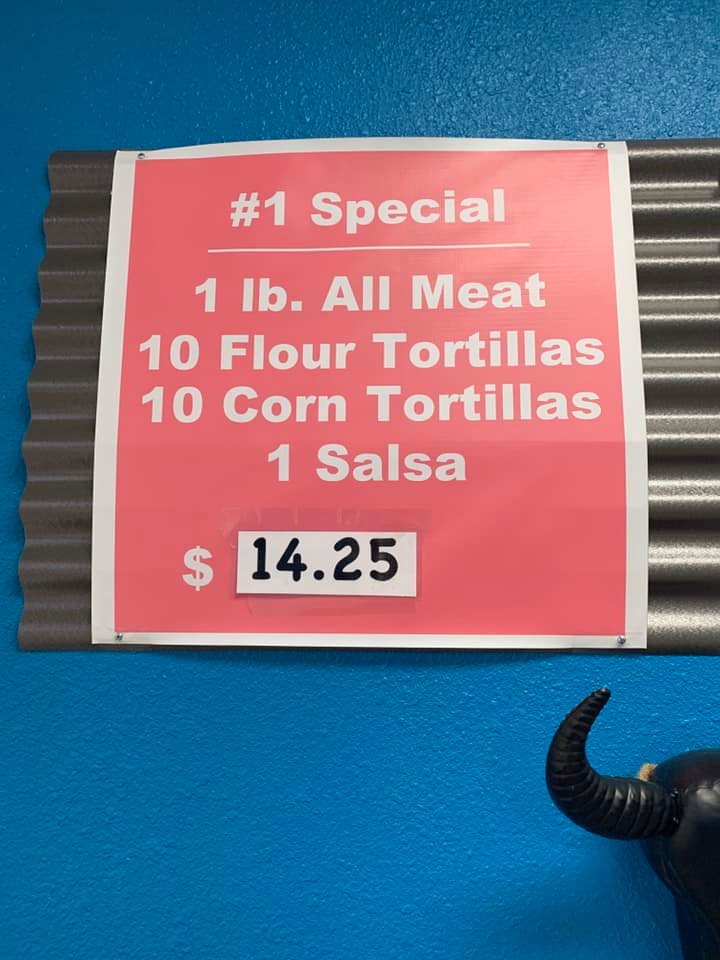 #1 Special
1 lb. All Meat
10 Flour Tortillas
10 Corn Tortillas
1 Salsa
$ 14.25